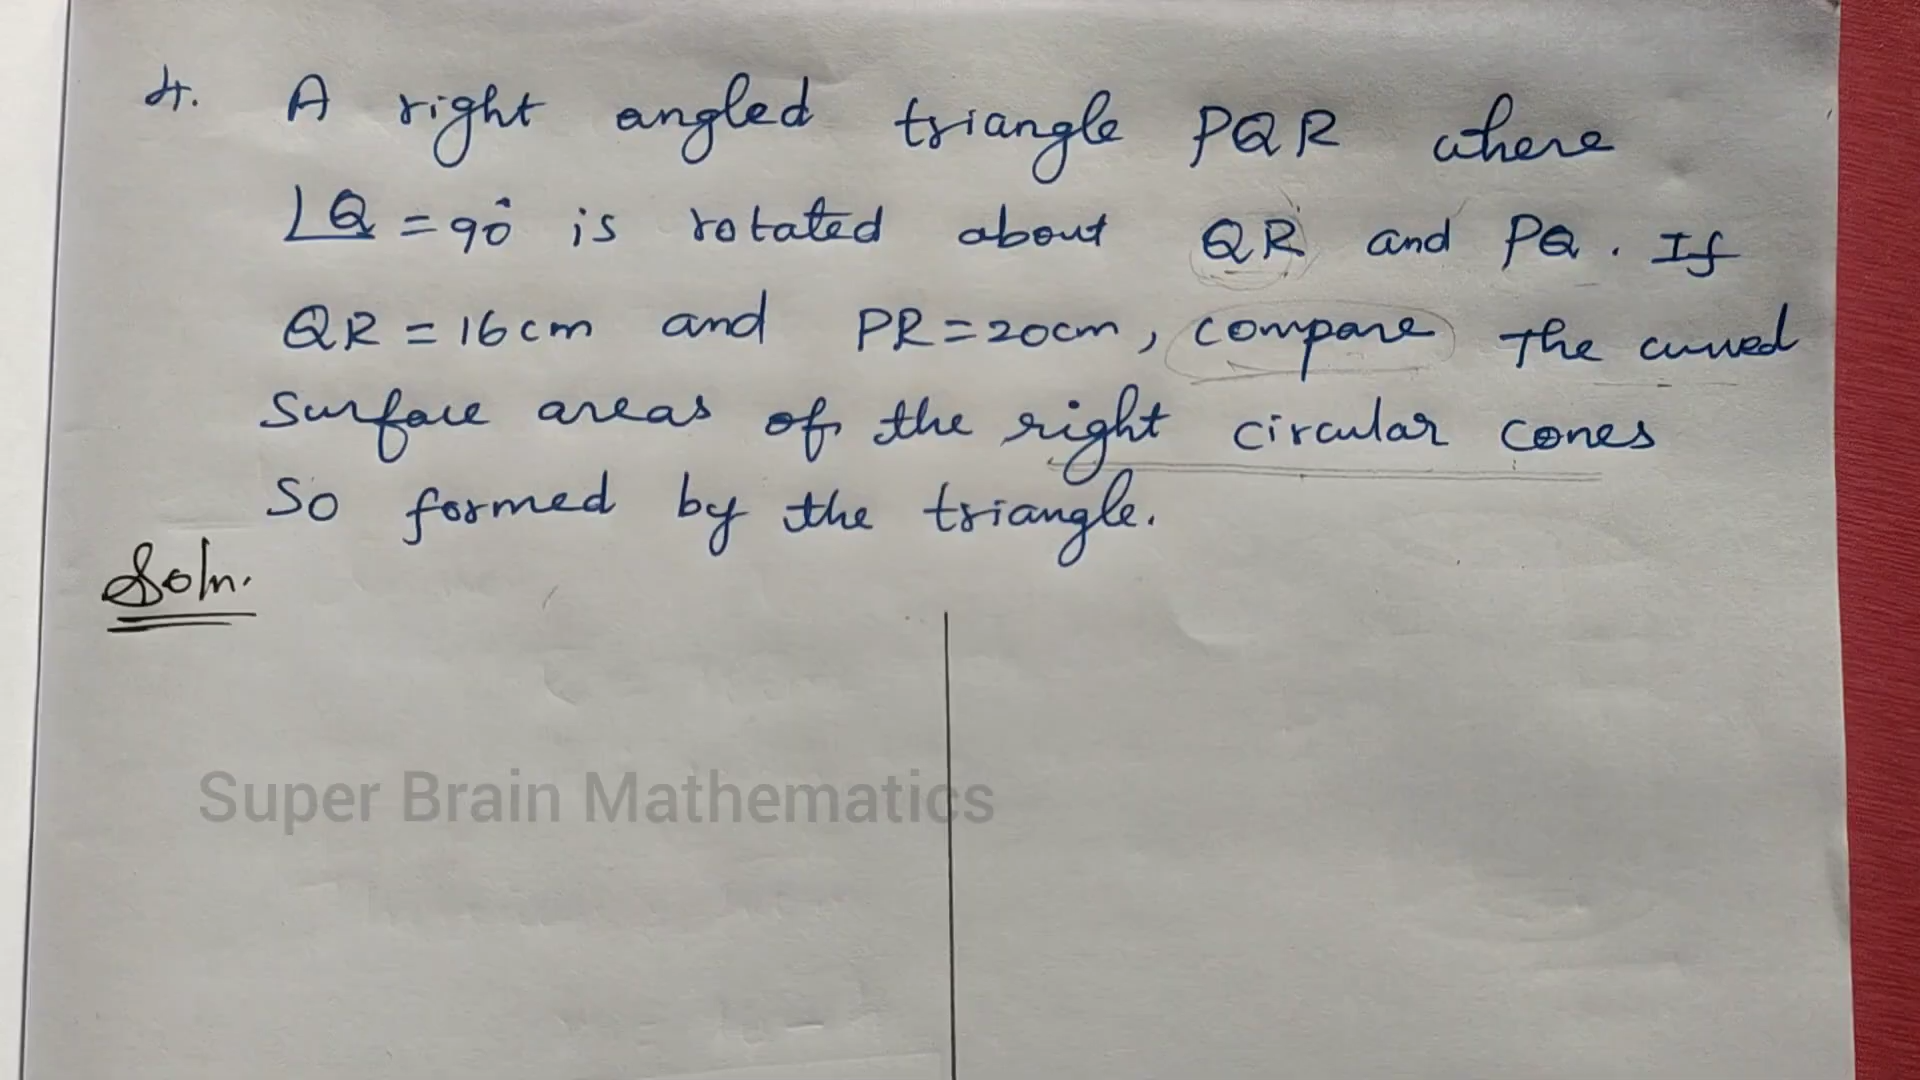 4. A right angled triangle PQR where
∠Q = 90° is rotated about QR and PQ. If
QR = 16cm and PR = 20cm, compare the curved
surface areas of the right circular cones
so formed by the triangle.
Soln.
Super Brain Mathematics